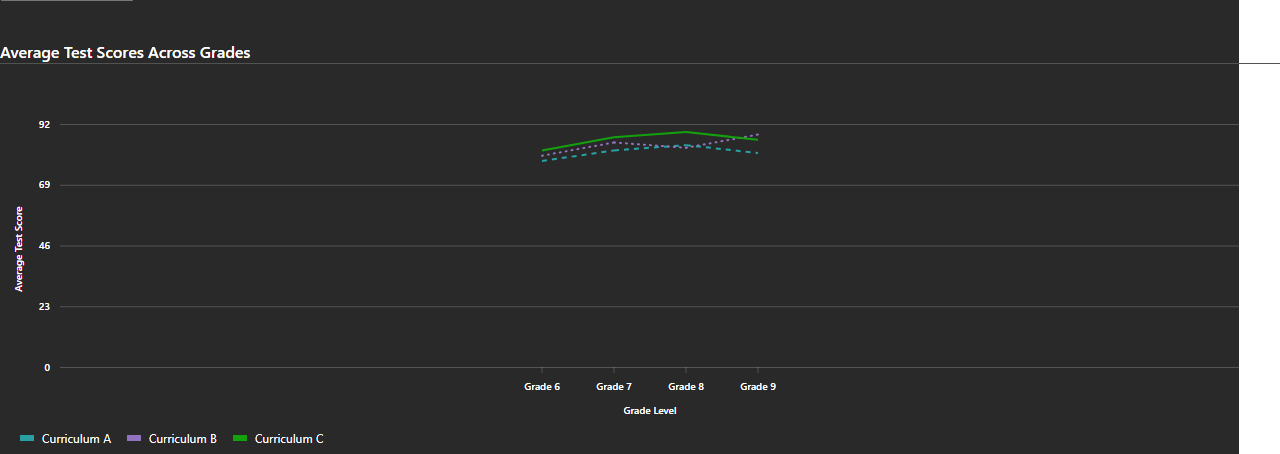 Average Test Scores Across Grades
92
69
46
23
0
Average Test Score
Grade 6 Grade 7 Grade 8 Grade 9
Grade Level
Curriculum A Curriculum B Curriculum C